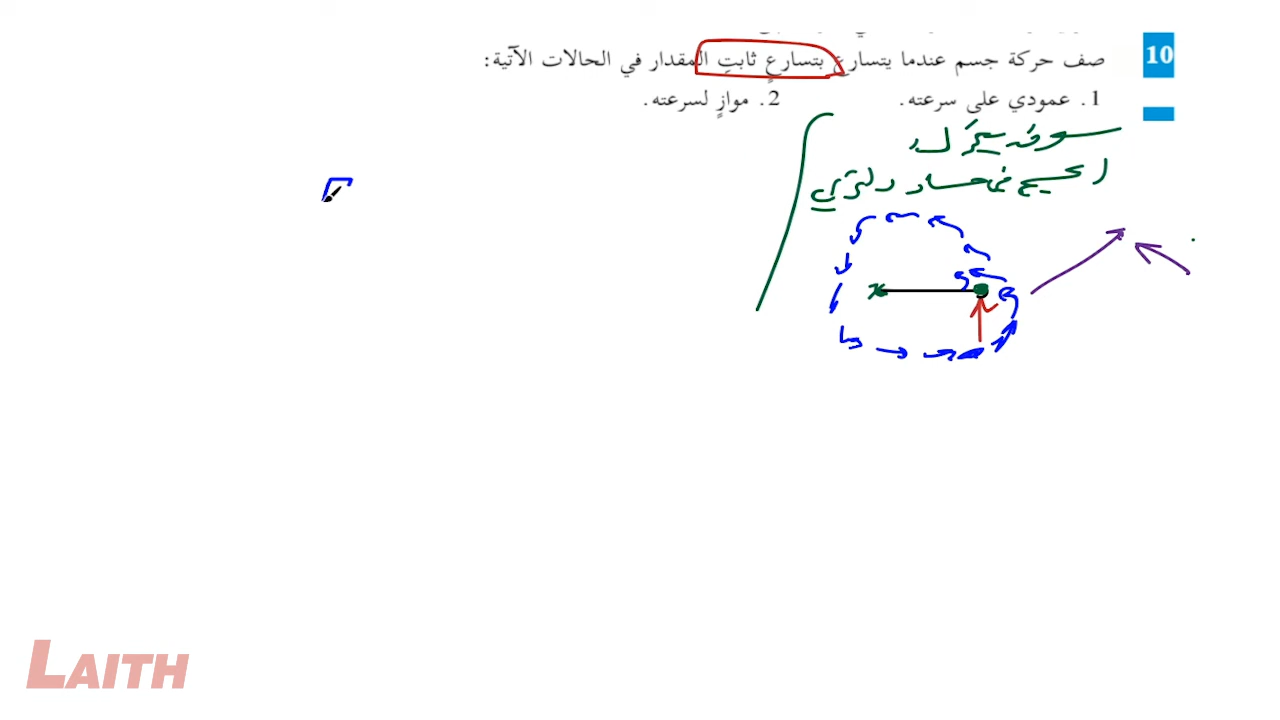 10
صف حركة جسم عندما يتسارع بتسارعٍ ثابتِ المقدار في الحالات الآتية:
1. عمودي على سرعته.
2. موازٍ لسرعته.
سوف يتحرك
الجسم في مسار دائري
LAITH